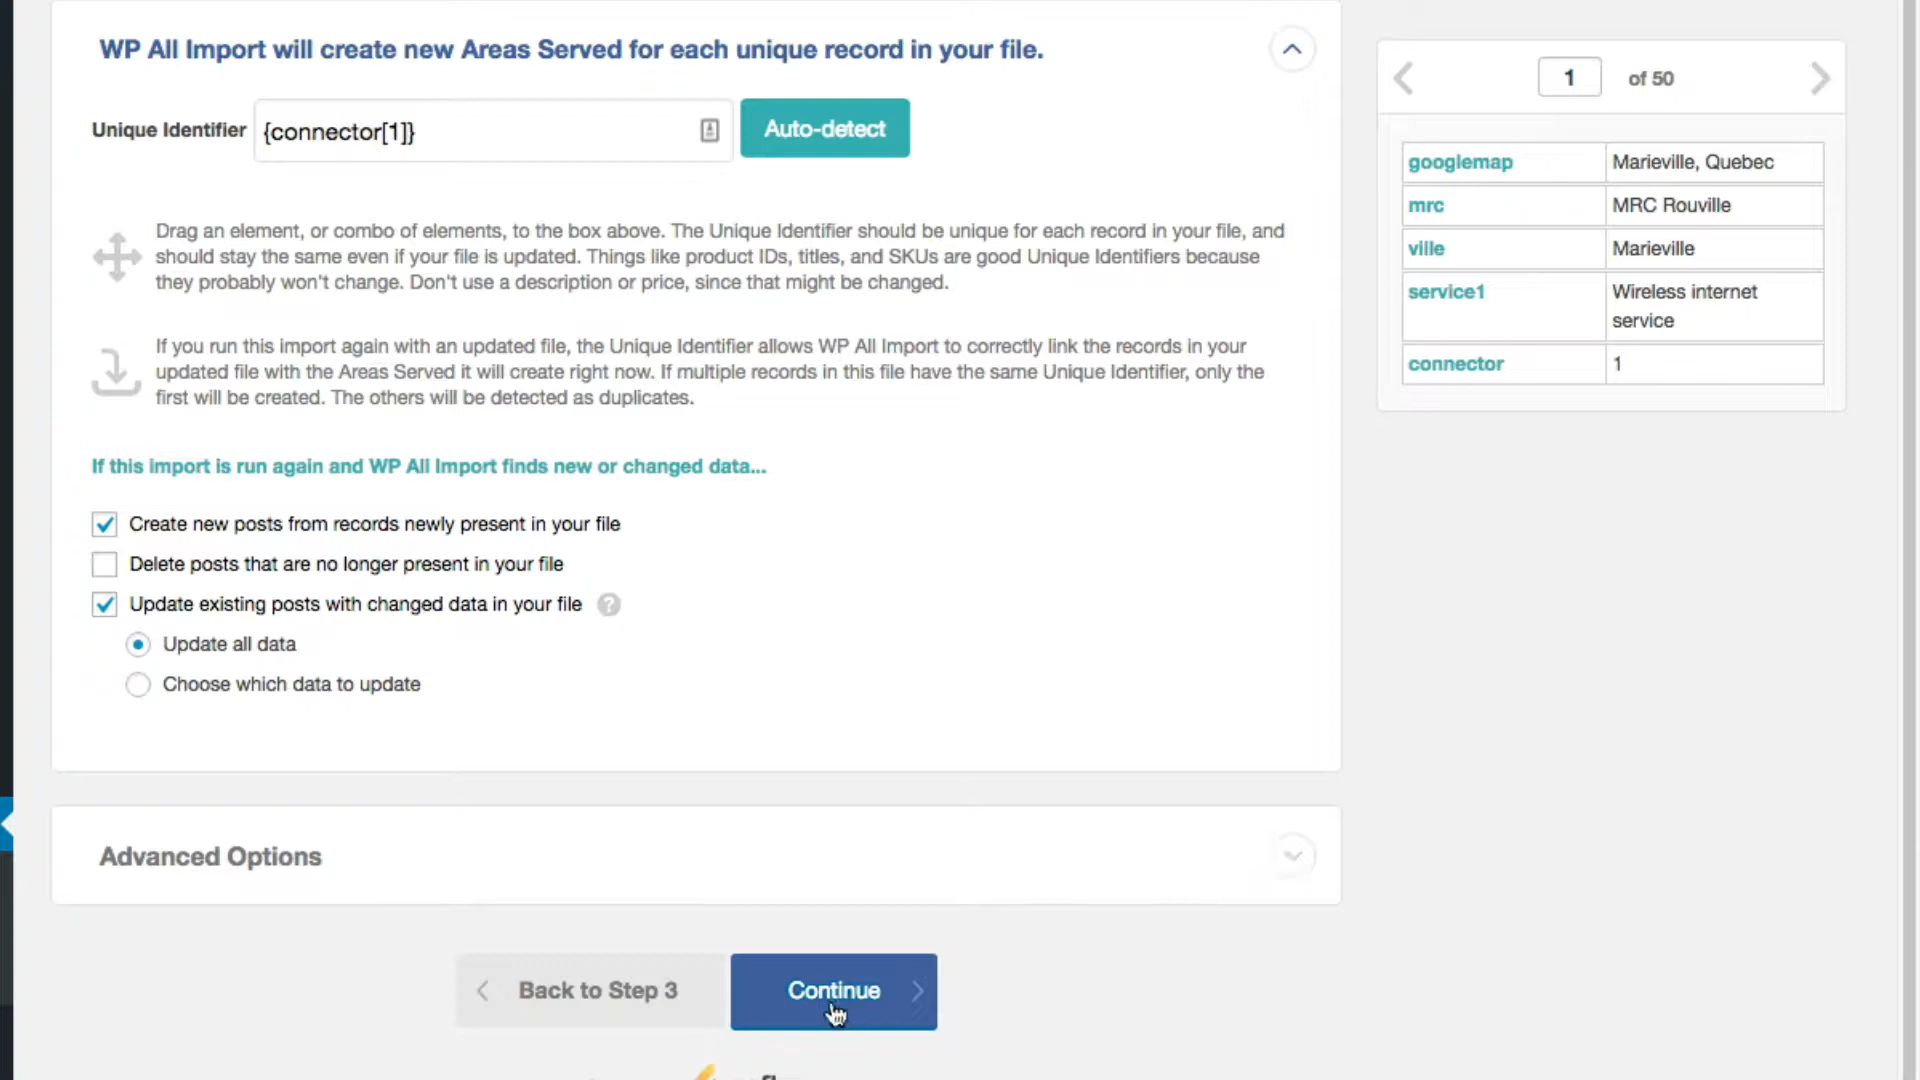 WP All Import will create new Areas Served for each unique record in your file.
Unique Identifier {connector[1]} Auto-detect
Drag an element, or combo of elements, to the box above. The Unique Identifier should be unique for each record in your file, and
should stay the same even if your file is updated. Things like product IDs, titles, and SKUs are good Unique Identifiers because
they probably won't change. Don't use a description or price, since that might be changed.
If you run this import again with an updated file, the Unique Identifier allows WP All Import to correctly link the records in your
updated file with the Areas Served it will create right now. If multiple records in this file have the same Unique Identifier, only the
first will be created. The others will be detected as duplicates.
If this import is run again and WP All Import finds new or changed data...
Create new posts from records newly present in your file
Delete posts that are no longer present in your file
Update existing posts with changed data in your file ?
Update all data
Choose which data to update
Advanced Options
Back to Step 3 Continue
1 of 50
googlemap Marieville, Quebec
mrc MRC Rouville
ville Marieville
service1 Wireless internet
service
connector 1